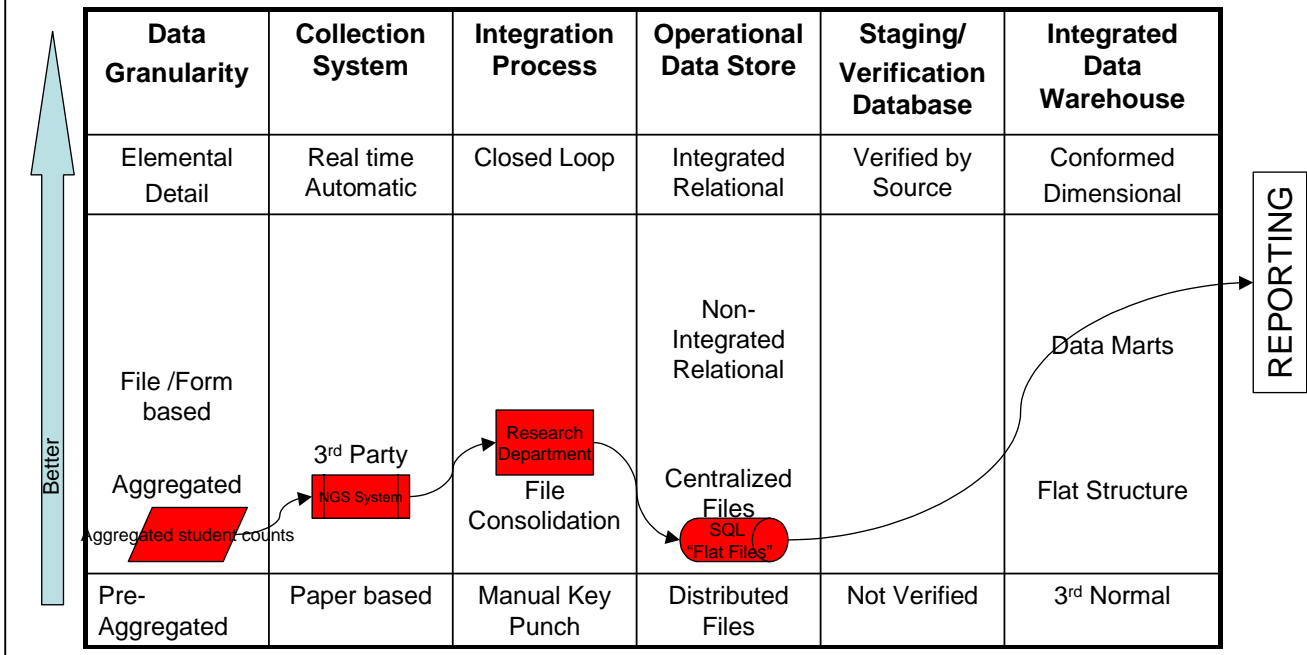 Data
Granularity
Collection
System
Integration
Process
Operational
Data Store
Staging/
Verification
Database
Integrated
Data
Warehouse
Elemental
Detail
Real time
Automatic
Closed Loop
Integrated
Relational
Verified by
Source
Conformed
Dimensional
File /Form
based
Aggregated
Aggregated student counts
3rd Party
NGS System
Research
Department
File
Consolidation
Non-
Integrated
Relational
Centralized
Files
SQL
"Flat Files"
Data Marts
Flat Structure
Pre-
Aggregated
Paper based
Manual Key
Punch
Distributed
Files
Not Verified
3rd Normal
Better
REPORTING